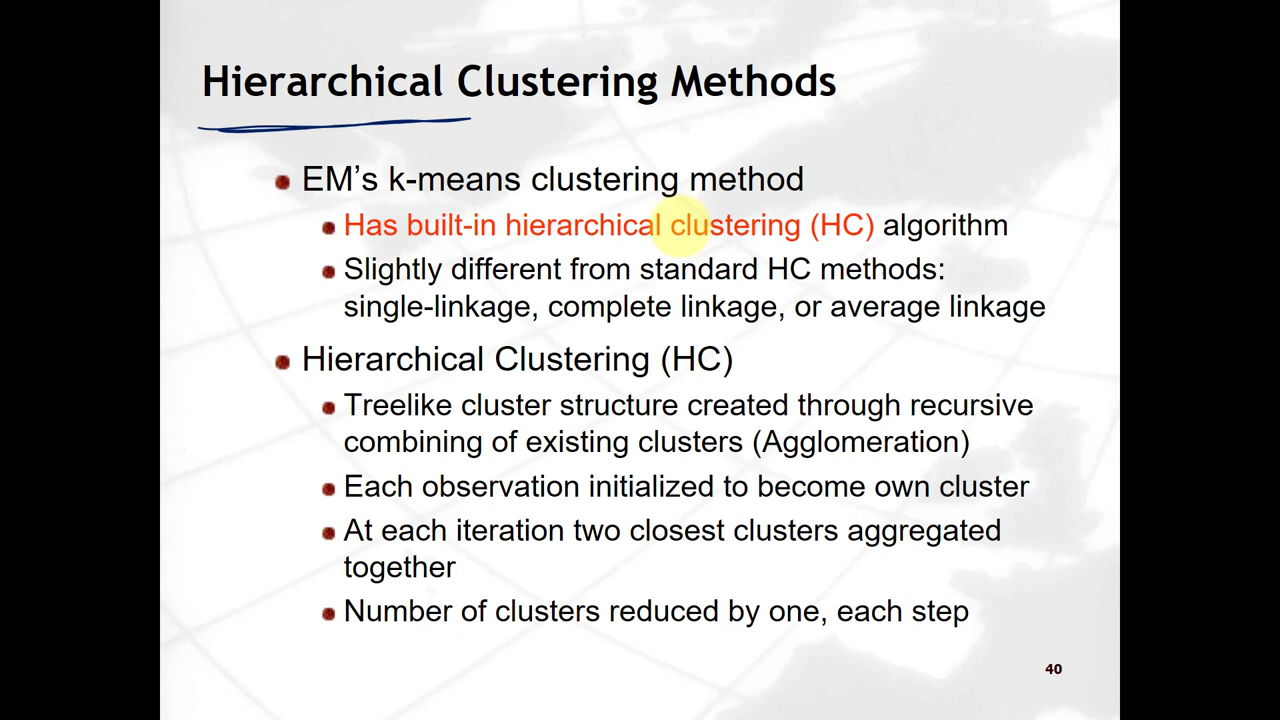 Hierarchical Clustering Methods
EM's k-means clustering method
Has built-in hierarchical clustering (HC) algorithm
Slightly different from standard HC methods:
single-linkage, complete linkage, or average linkage
Hierarchical Clustering (HC)
Treelike cluster structure created through recursive
combining of existing clusters (Agglomeration)
Each observation initialized to become own cluster
At each iteration two closest clusters aggregated
together
Number of clusters reduced by one, each step
40